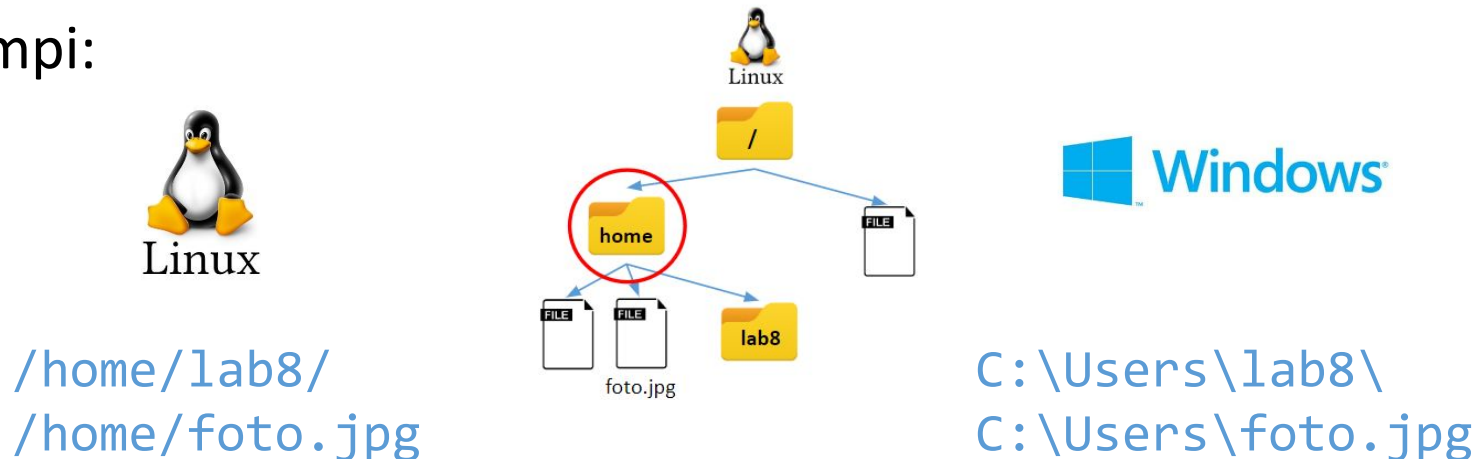 mpi:
Linux
/home/lab8/
/home/foto.jpg
Linux
/
home
FILE
FILE
FILE
lab8
foto.jpg
Windows
C:\Users\lab8\
C:\Users\foto.jpg